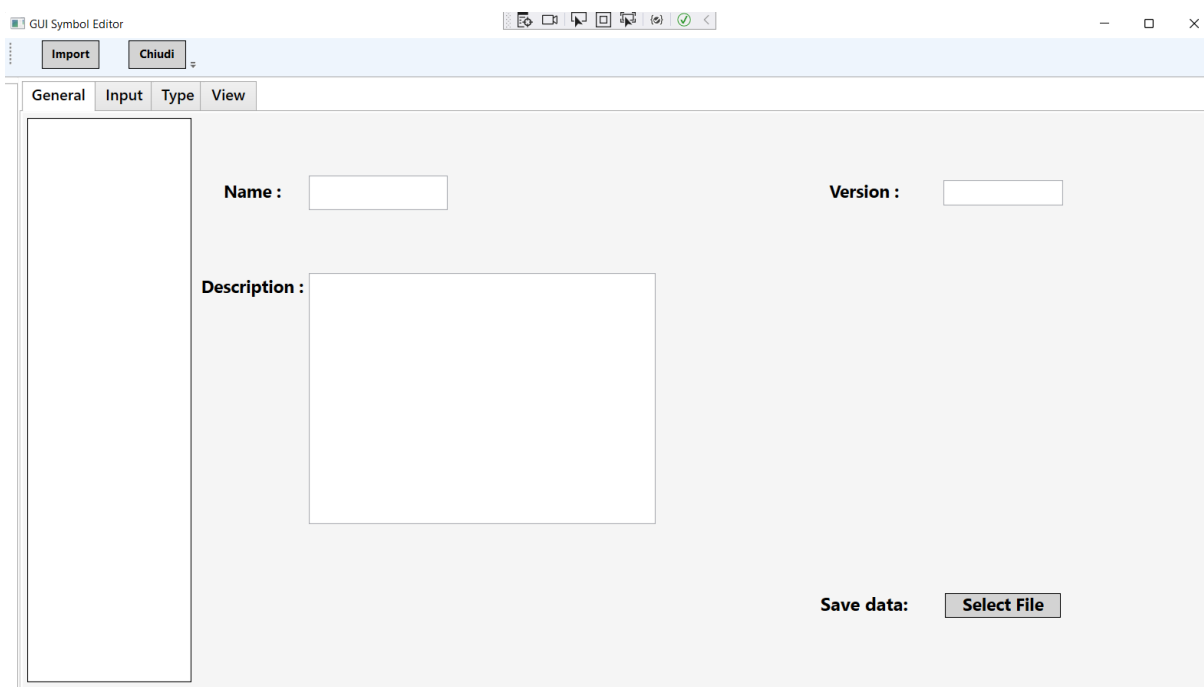 GUI Symbol Editor
Import Chiudi
General Input Type View
Name : Version :
Description :
Save data: Select File